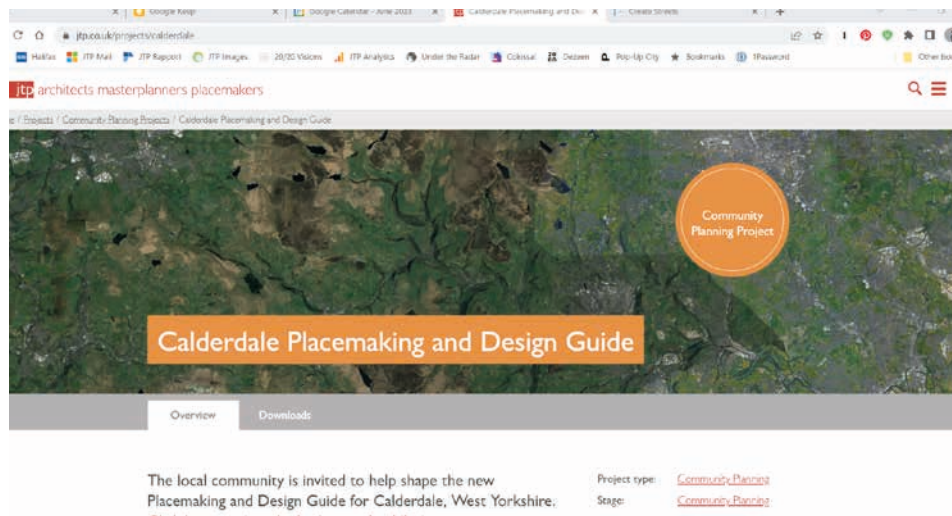 Google Keep
Google Calendar - June 2023
Calderdale Placemaking and De
Create Streets
jtp.co.uk/projects/calderdale
Halifax
JTP Mail
JTP Rapport
JTP Images
20/20 Visions
JTP Analytics
Under the Radar
Colossal
Dezeen
Pop-Up City
Bookmarks
1Password
Other Boo
jtp architects masterplanners placemakers
/ Projects / Community Planning Projects / Calderdale Placemaking and Design Guide
Community
Planning Project
Calderdale Placemaking and Design Guide
Overview
Downloads
The local community is invited to help shape the new
Placemaking and Design Guide for Calderdale, West Yorkshire.
Project type: Community Planning
Stage: Community Planning